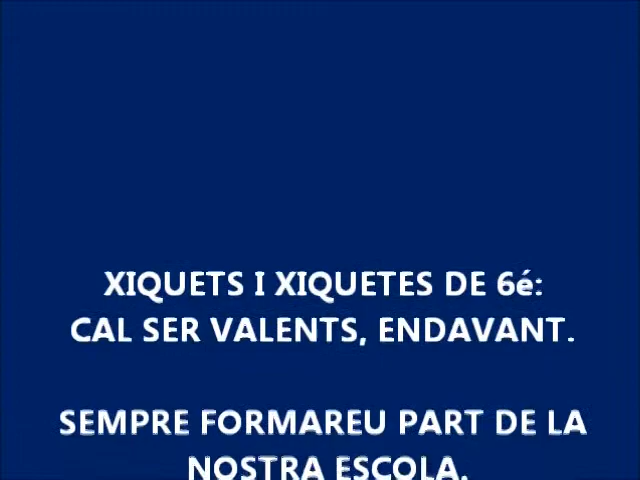 XIQUETS I XIQUETES DE 6é:
CAL SER VALENTS, ENDAVANT.
SEMPRE FORMAREU PART DE LA
NOSTRA ESCOLA.